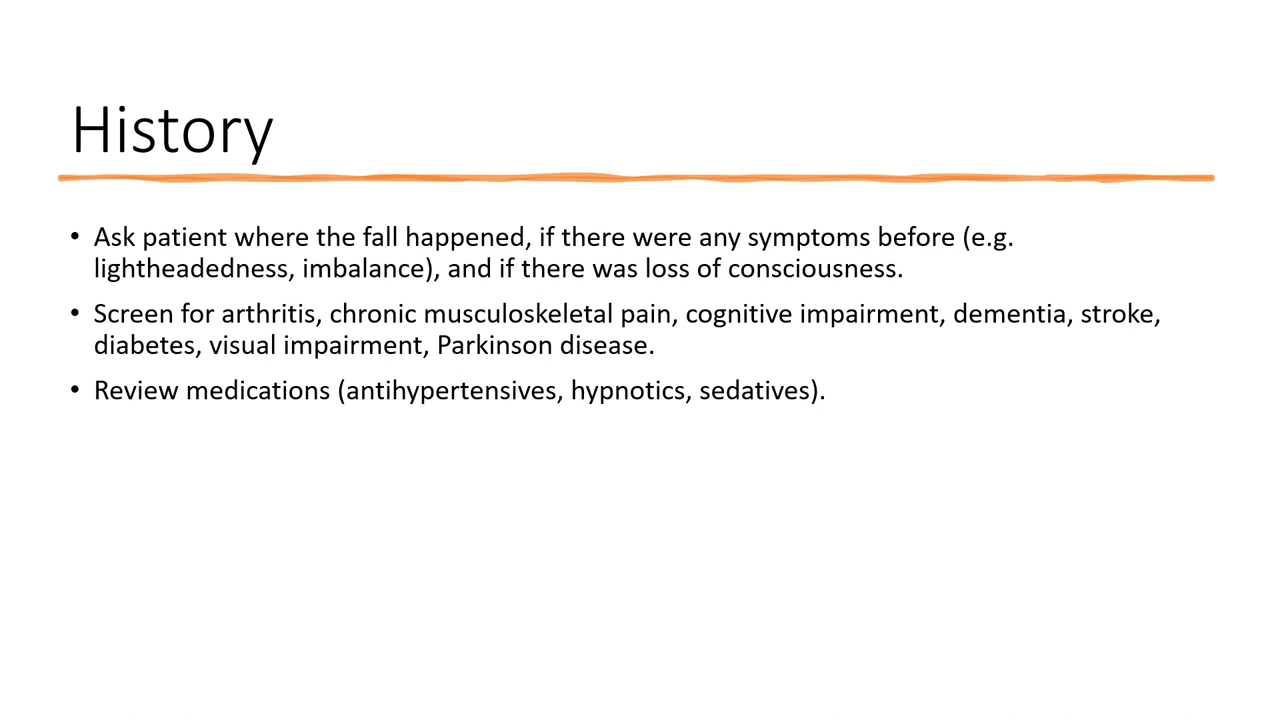 History
• Ask patient where the fall happened, if there were any symptoms before (e.g.
lightheadedness, imbalance), and if there was loss of consciousness.
• Screen for arthritis, chronic musculoskeletal pain, cognitive impairment, dementia, stroke,
diabetes, visual impairment, Parkinson disease.
• Review medications (antihypertensives, hypnotics, sedatives).